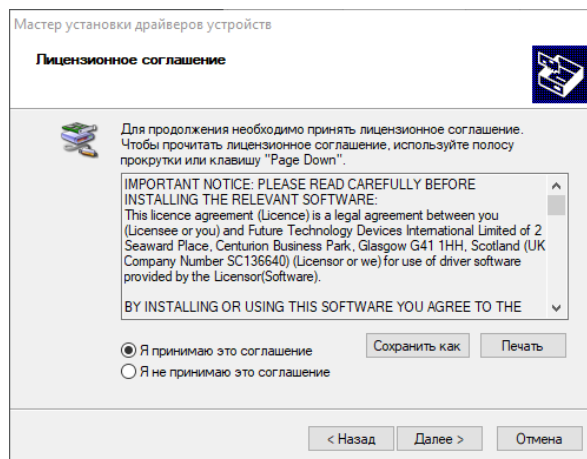 Мастер установки драйверов устройств
Лицензионное соглашение
Для продолжения необходимо принять лицензионное соглашение.
Чтобы прочитать лицензионное соглашение, используйте полосу
прокрутки или клавишу "Page Down".
IMPORTANT NOTICE: PLEASE READ CAREFULLY BEFORE
INSTALLING THE RELEVANT SOFTWARE:
This licence agreement (Licence) is a legal agreement between you
(Licensee or you) and Future Technology Devices International Limited of 2
Seaward Place, Centurion Business Park, Glasgow G41 1HH, Scotland (UK
Company Number SC136640) (Licensor or we) for use of driver software
provided by the Licensor(Software).
BY INSTALLING OR USING THIS SOFTWARE YOU AGREE TO THE
Я принимаю это соглашение
Сохранить как
Печать
Я не принимаю это соглашение
< Назад
Далее >
Отмена